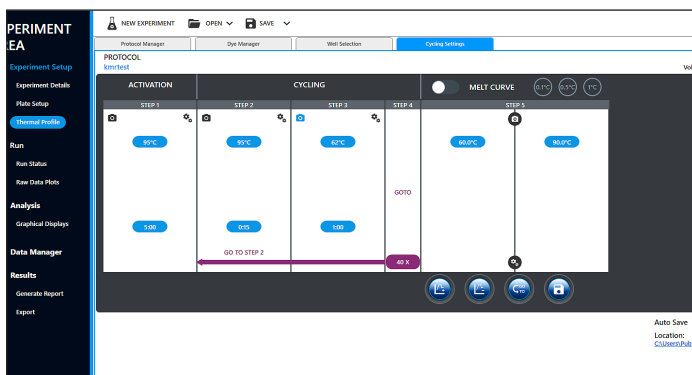 PERIMENT
EA
Experiment Setup
Experiment Details
Plate Setup
Thermal Profile
Run
Run Status
Raw Data Plots
Analysis
Graphical Displays
Data Manager
Results
Generate Report
Export
NEW EXPERIMENT OPEN SAVE
Protocol Manager Dye Manager Well Selection Cycling Settings
PROTOCOL
kmrtest
Vol
ACTIVATION CYCLING MELT CURVE 0.1°C 0.5°C 1°C
STEP 1 STEP 2 STEP 3 STEP 4 STEP 5
95°C 95°C 62°C 60.0°C 90.0°C
GOTO
5:00 0:15 1:00
GO TO STEP 2
40 X
GO
TO
Auto Save
Location:
C:\Users\Pub